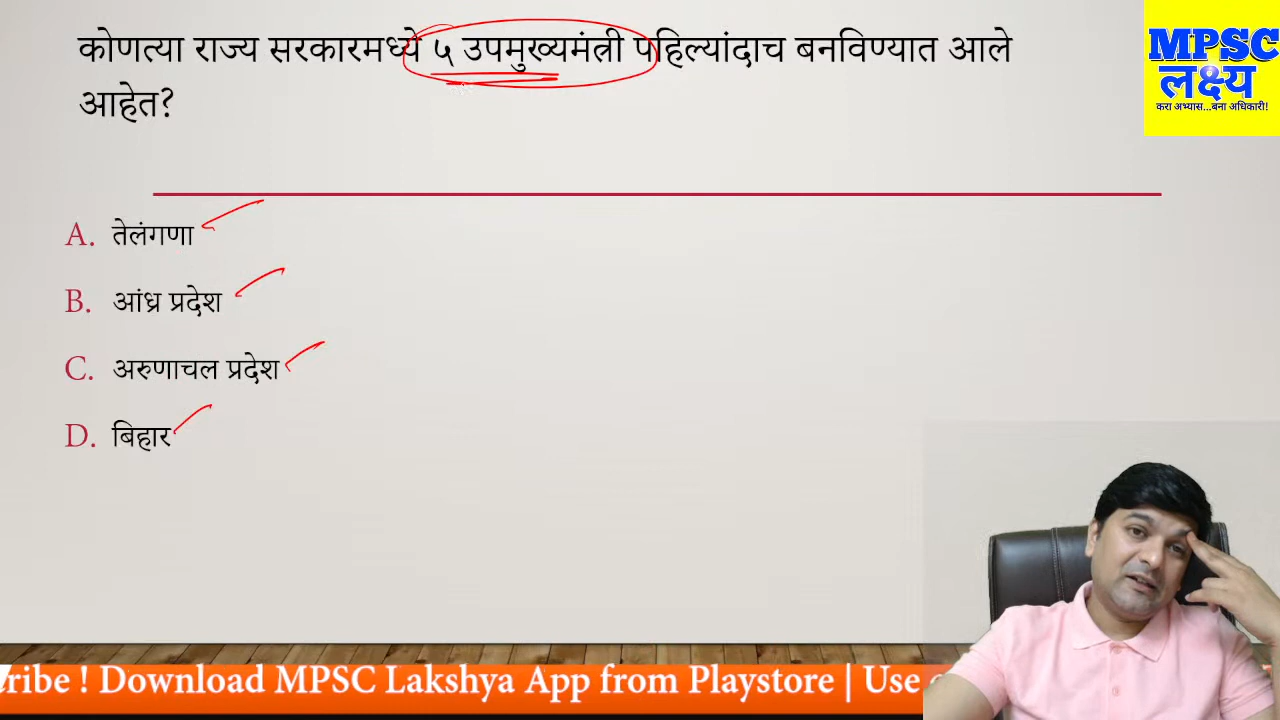 कोणत्या राज्य सरकारमध्ये ५ उपमुख्यमंत्री पहिल्यांदाच बनविण्यात आले
आहेत?
MPSC
लक्ष्य
करा अभ्यास...बना अधिकारी!
A. तेलंगणा
B. आंध्र प्रदेश
C. अरुणाचल प्रदेश
D. बिहार
ribe ! Download MPSC Lakshya App from Playstore | Use